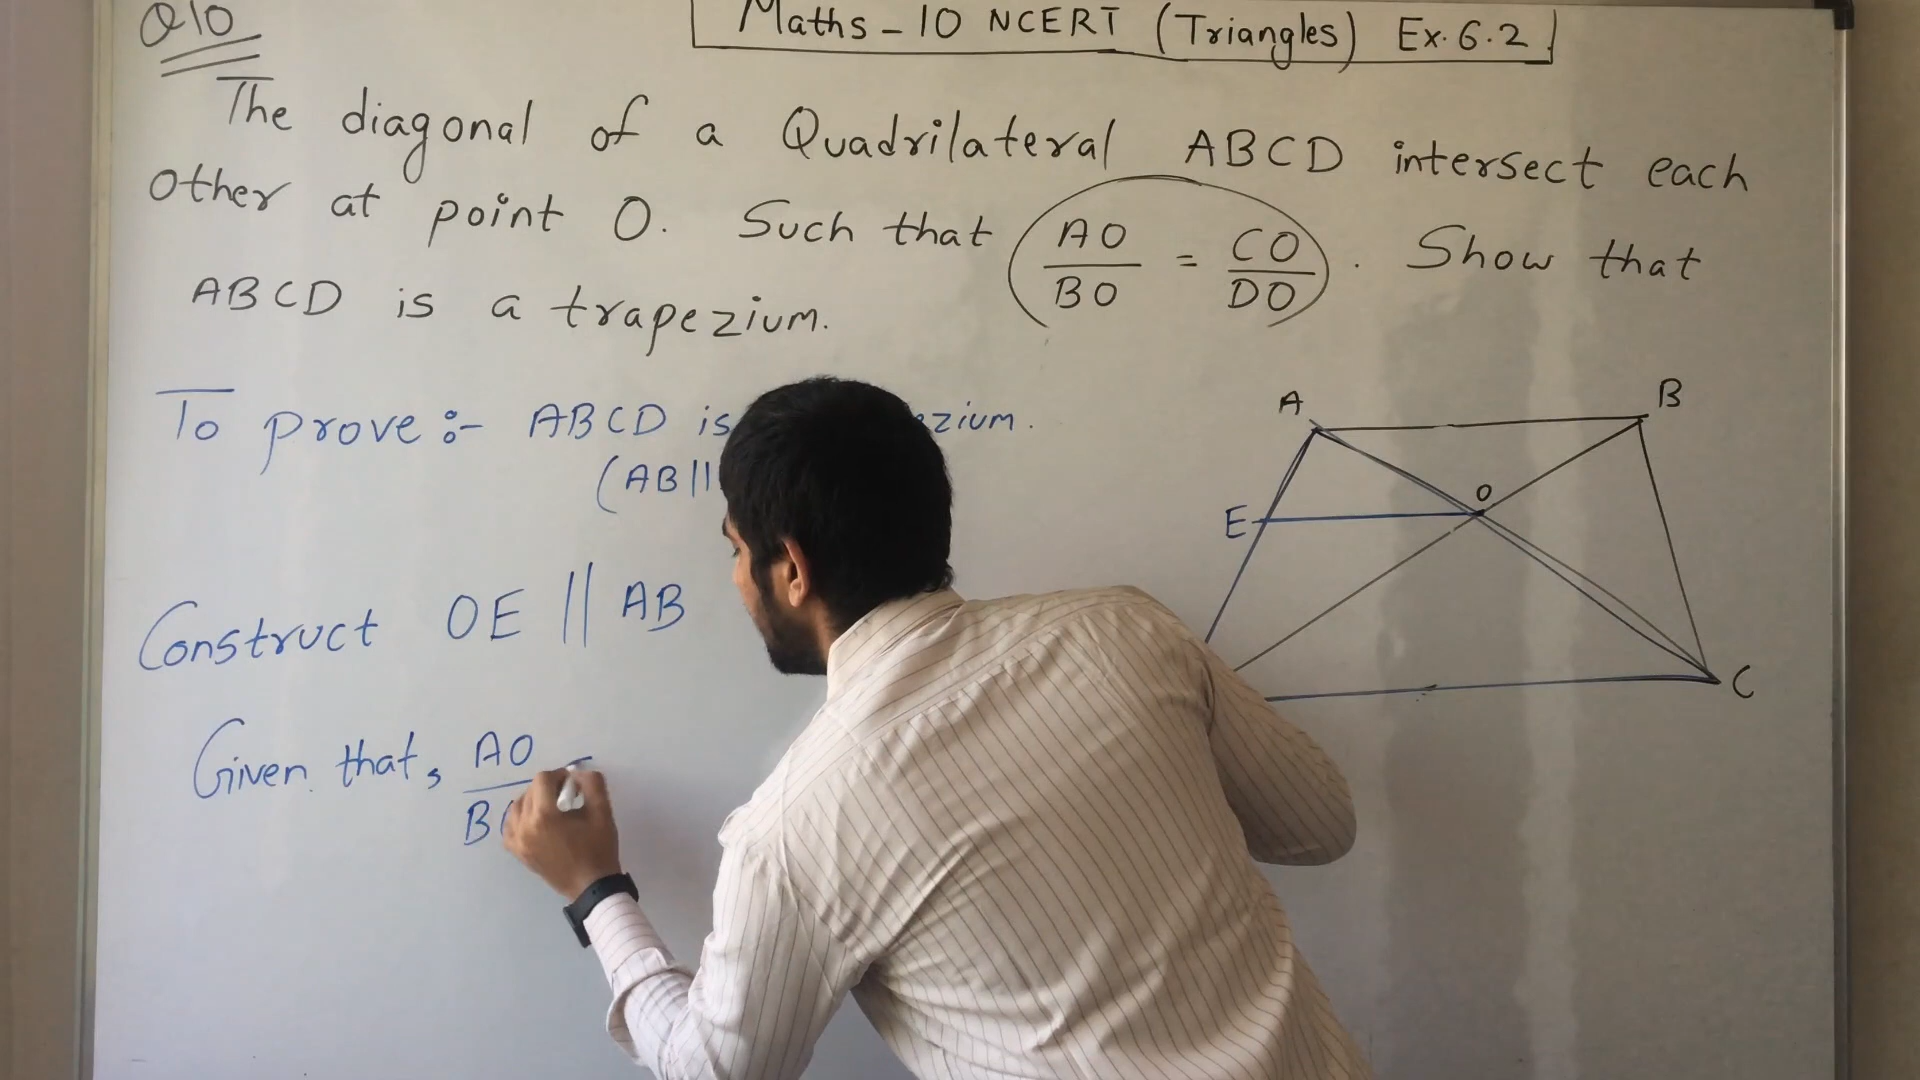 Q10
Maths - 10 NCERT (Triangles) Ex. 6.2
The diagonal of a Quadrilateral ABCD intersect each
other at point O. Such that AO/BO = CO/DO. Show that
ABCD is a trapezium.
To prove :- ABCD is zium.
(AB||
Construct OE || AB
Given that, AO/BO =
A
B
O
E
C